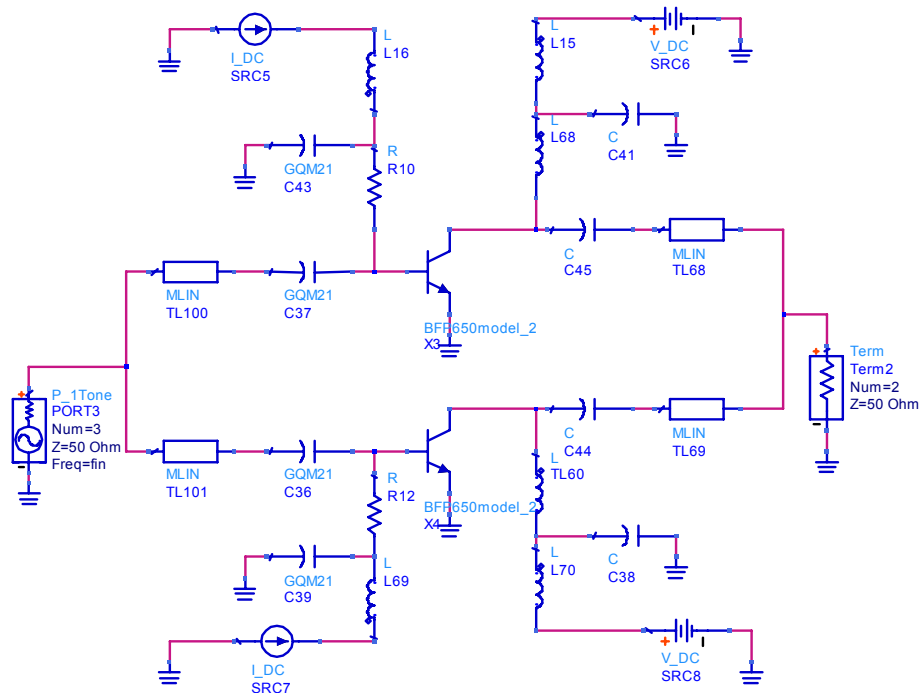 L
L16
I_DC
SRC5
L
L15
+
V_DC
SRC6
L
L68
C
C41
GQM21
C43
R
R10
MLIN
TL100
GQM21
C37
C
C45
MLIN
TL68
BFP650model_2
X3
P_1Tone
PORT3
Num=3
Z=50 Ohm
Freq=fin
+
-
Term
Term2
Num=2
Z=50 Ohm
+
-
MLIN
TL101
GQM21
C36
R
R12
C
C44
MLIN
TL69
L
TL60
BFP650model_2
X4
GQM21
C39
L
L69
L
L70
C
C38
I_DC
SRC7
+
V_DC
SRC8